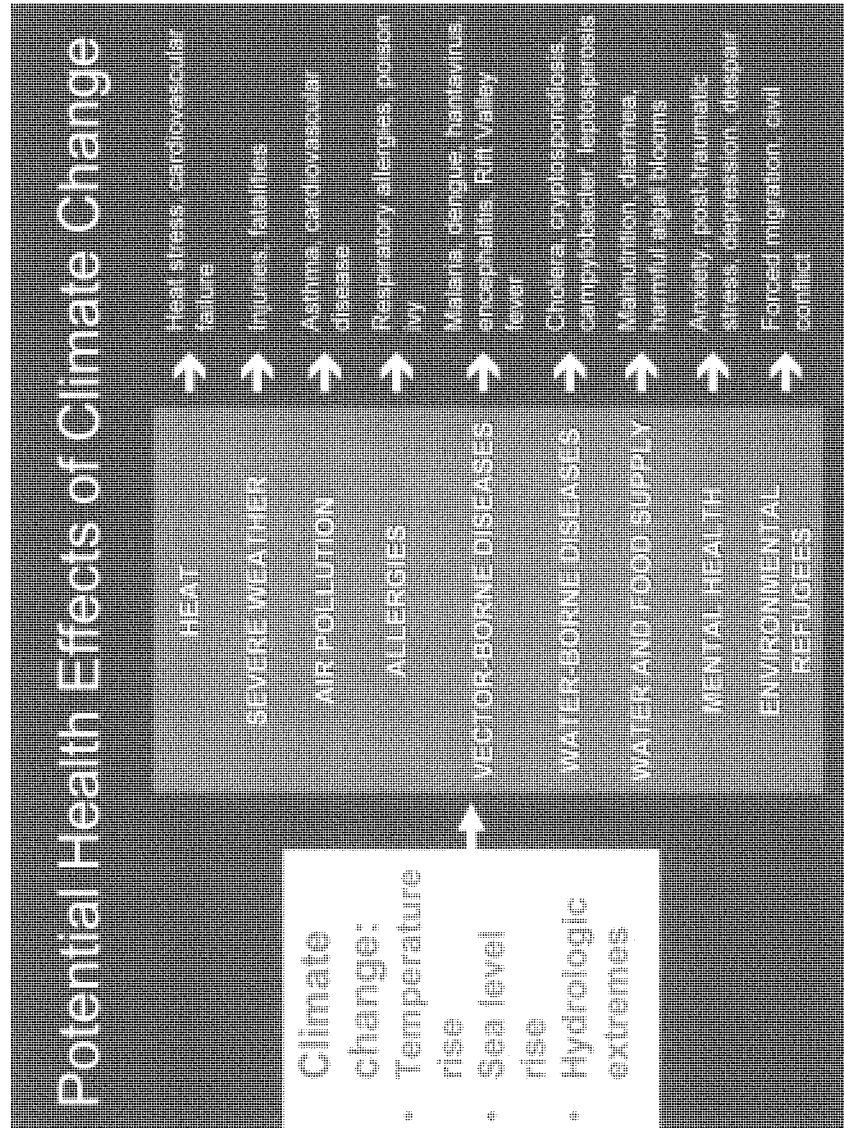 Potential Health Effects of Climate Change
Climate
change:
• Temperature
rise
• Sea level
rise
• Hydrologic
extremes
HEAT
Heat stress, cardiovascular
failure
SEVERE WEATHER
Injuries, fatalities
AIR POLLUTION
Asthma, cardiovascular
disease
ALLERGIES
Respiratory allergies, poison
ivy
VECTOR-BORNE DISEASES
Malaria, dengue, hantavirus,
encephalitis, Rift Valley
fever
WATER-BORNE DISEASES
Cholera, cryptospondiosis,
campylobacter, leptospirosis
WATER AND FOOD SUPPLY
Malnutrition, diarrhea,
harmful algal blooms
MENTAL HEALTH
Anxiety, post-traumatic
stress, depression, despair
ENVIRONMENTAL
REFUGEES
Forced migration, civil
conflict